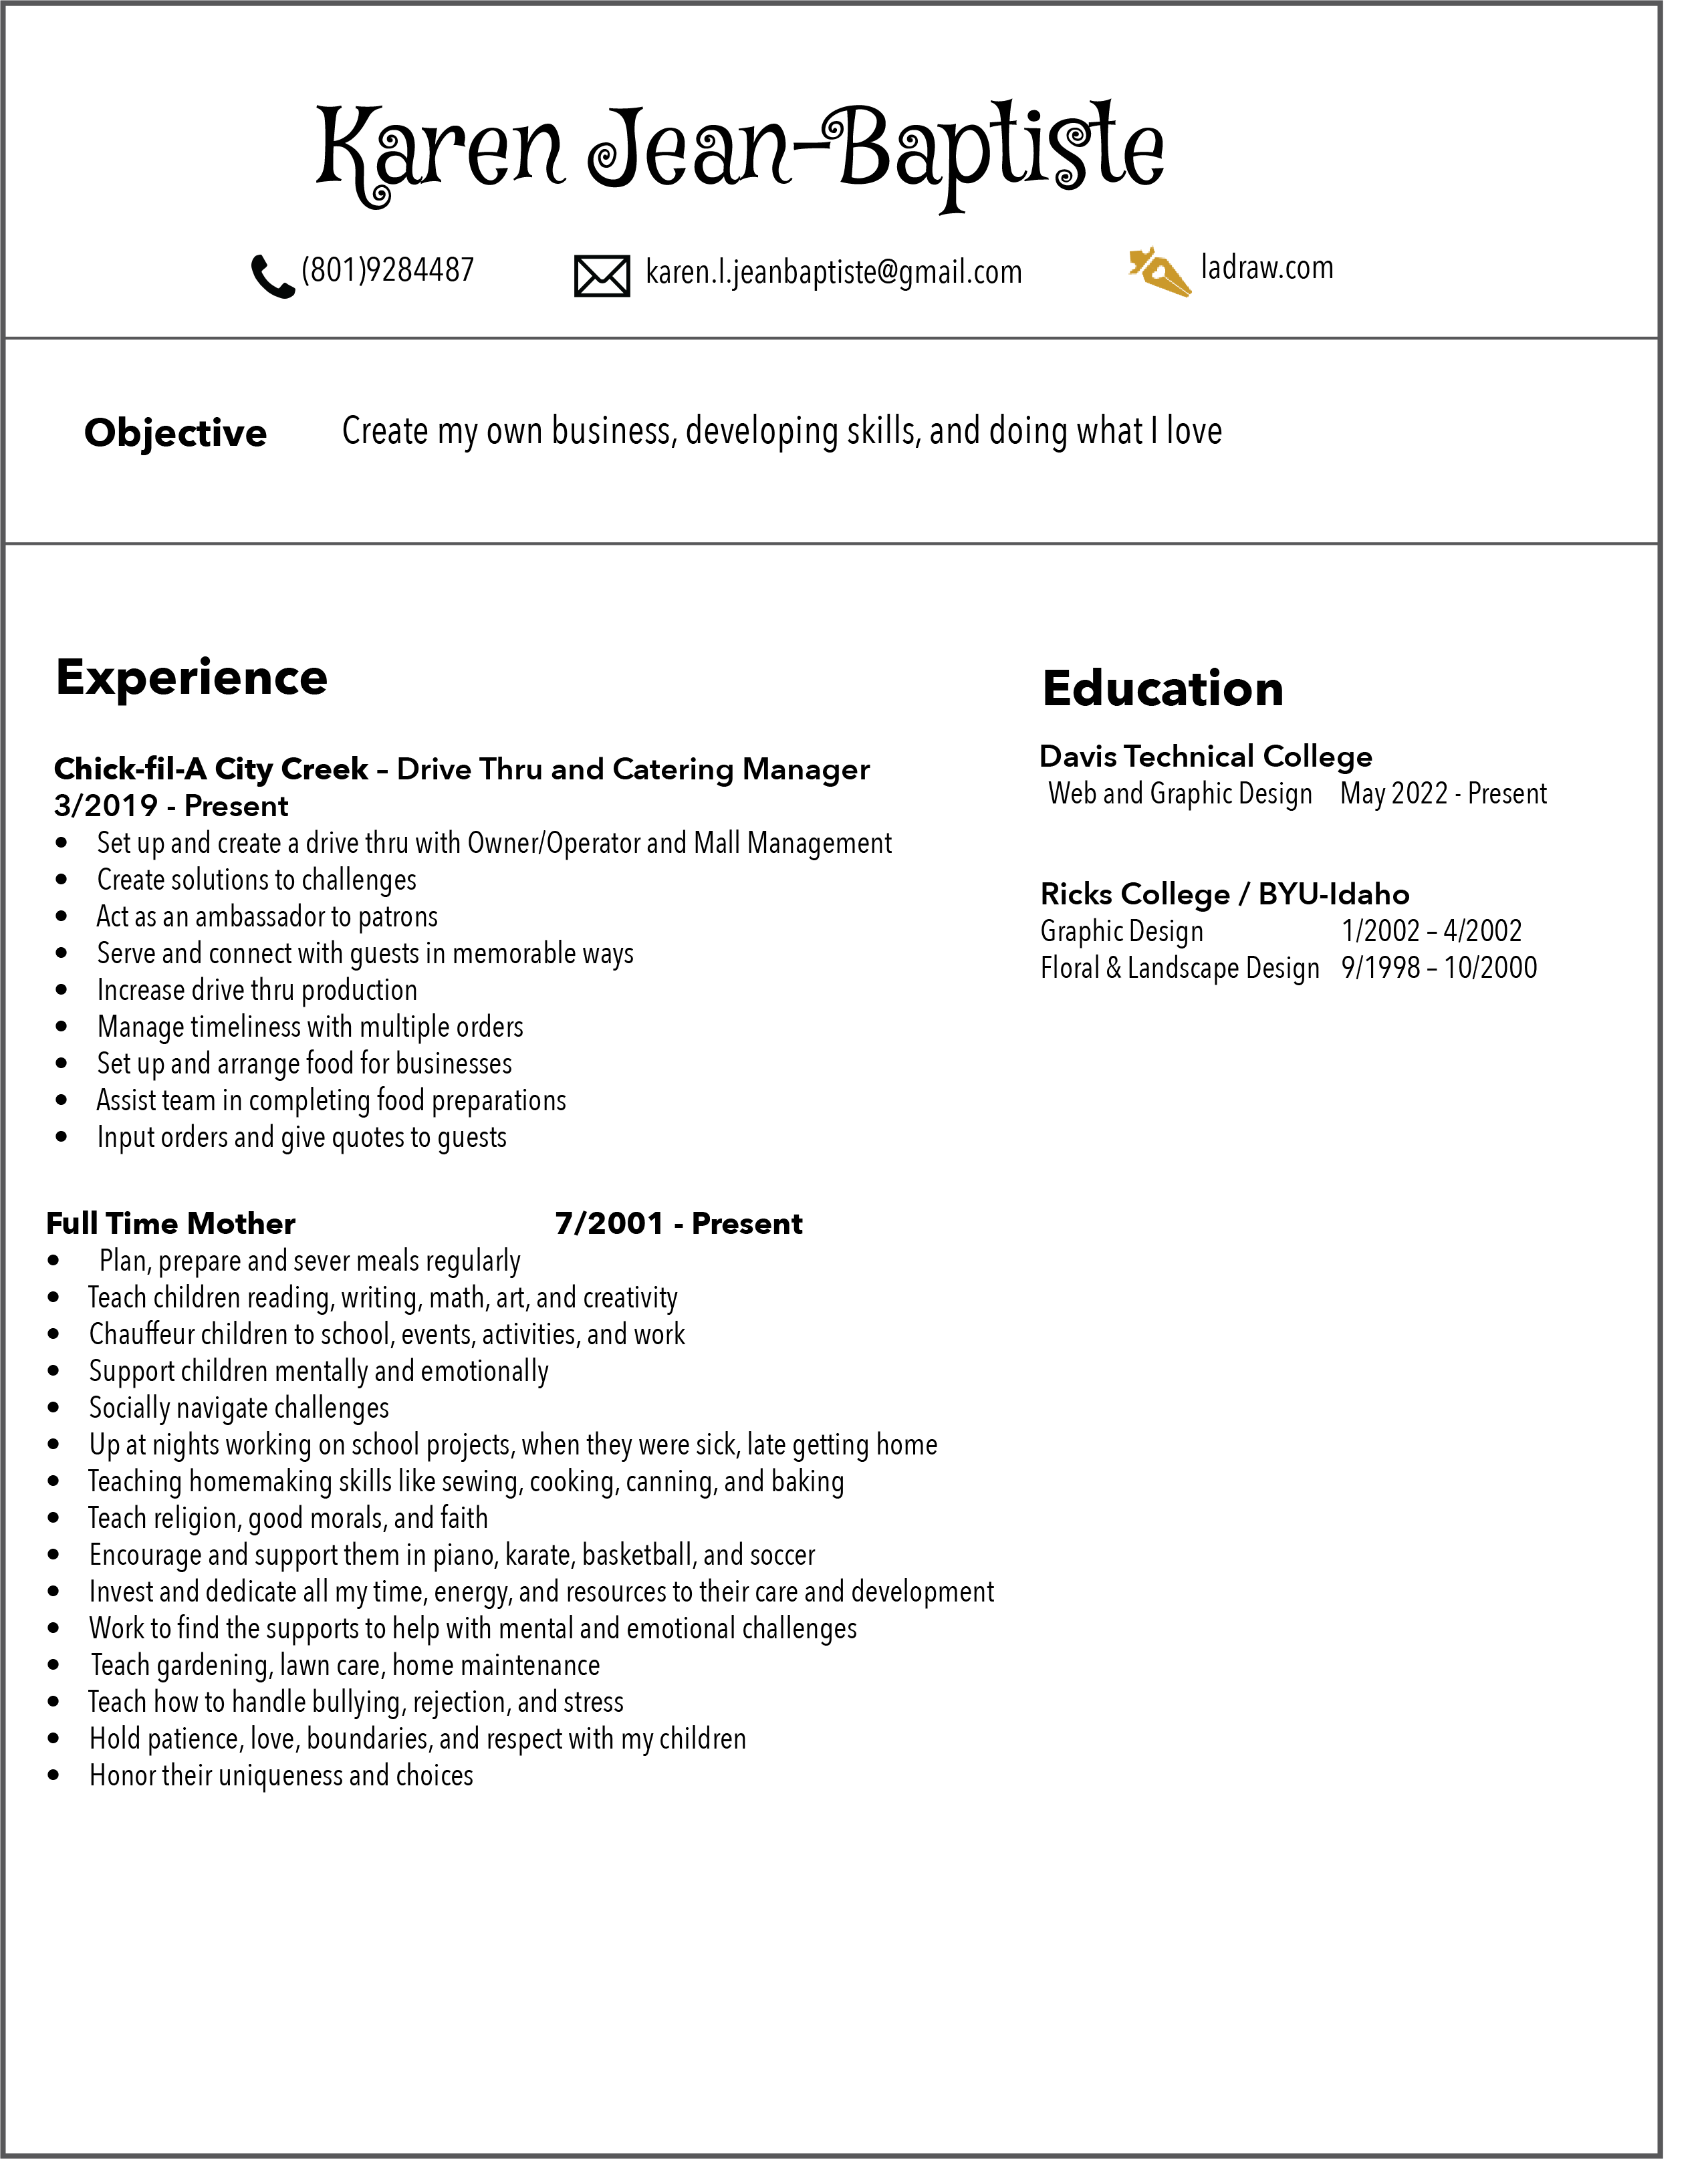 Karen Jean-Baptiste
(801)9284487
karen.l.jeanbaptiste@gmail.com
ladraw.com
Objective
Create my own business, developing skills, and doing what I love
Experience
Chick-fil-A City Creek – Drive Thru and Catering Manager
3/2019 - Present
• Set up and create a drive thru with Owner/Operator and Mall Management
• Create solutions to challenges
• Act as an ambassador to patrons
• Serve and connect with guests in memorable ways
• Increase drive thru production
• Manage timeliness with multiple orders
• Set up and arrange food for businesses
• Assist team in completing food preparations
• Input orders and give quotes to guests
Full Time Mother 7/2001 - Present
• Plan, prepare and sever meals regularly
• Teach children reading, writing, math, art, and creativity
• Chauffeur children to school, events, activities, and work
• Support children mentally and emotionally
• Socially navigate challenges
• Up at nights working on school projects, when they were sick, late getting home
• Teaching homemaking skills like sewing, cooking, canning, and baking
• Teach religion, good morals, and faith
• Encourage and support them in piano, karate, basketball, and soccer
• Invest and dedicate all my time, energy, and resources to their care and development
• Work to find the supports to help with mental and emotional challenges
• Teach gardening, lawn care, home maintenance
• Teach how to handle bullying, rejection, and stress
• Hold patience, love, boundaries, and respect with my children
• Honor their uniqueness and choices
Education
Davis Technical College
Web and Graphic Design May 2022 - Present
Ricks College / BYU-Idaho
Graphic Design 1/2002 – 4/2002
Floral & Landscape Design 9/1998 – 10/2000